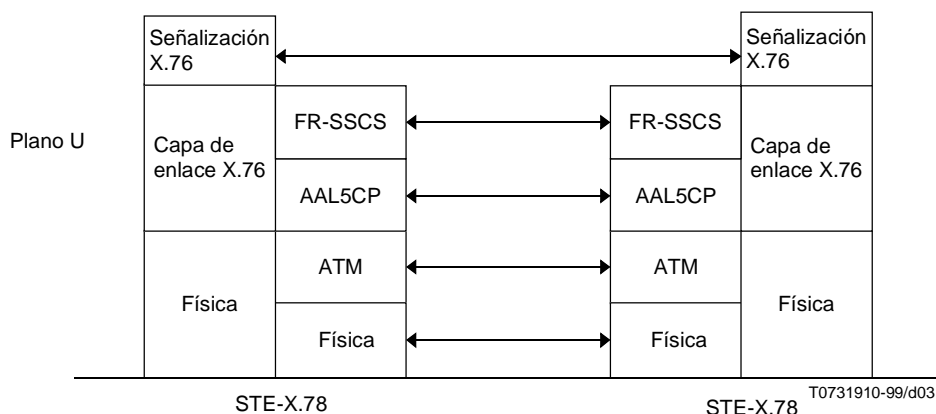 Señalización
X.76
Señalización
X.76
Plano U
Capa de
enlace X.76
FR-SSCS
FR-SSCS
Capa de
enlace X.76
AAL5CP
AAL5CP
Física
ATM
ATM
Física
Física
Física
STE-X.78
STE-X.78
T0731910-99/d03